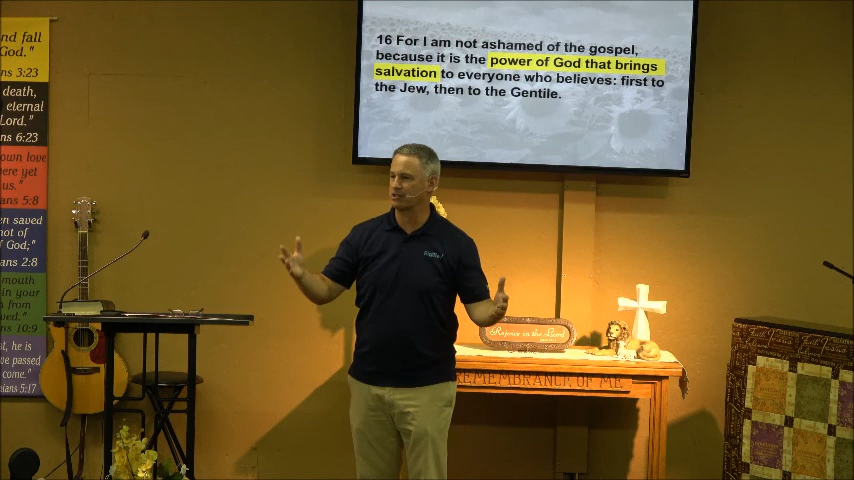 16 For I am not ashamed of the gospel,
because it is the power of God that brings
salvation to everyone who believes: first to
the Jew, then to the Gentile.
nd fall
God."
s 3:23
death,
eternal
Lord."
ns 6:23
own love
ere yet
us."
ans 5:8
en saved
not of
God;"
ans 2:8
mouth
in your
from
ved."
ns 10:9
st, he is
ve passed
come."
ians 5:17
Rejoice in the Lord
REMEMBRANCE OF ME